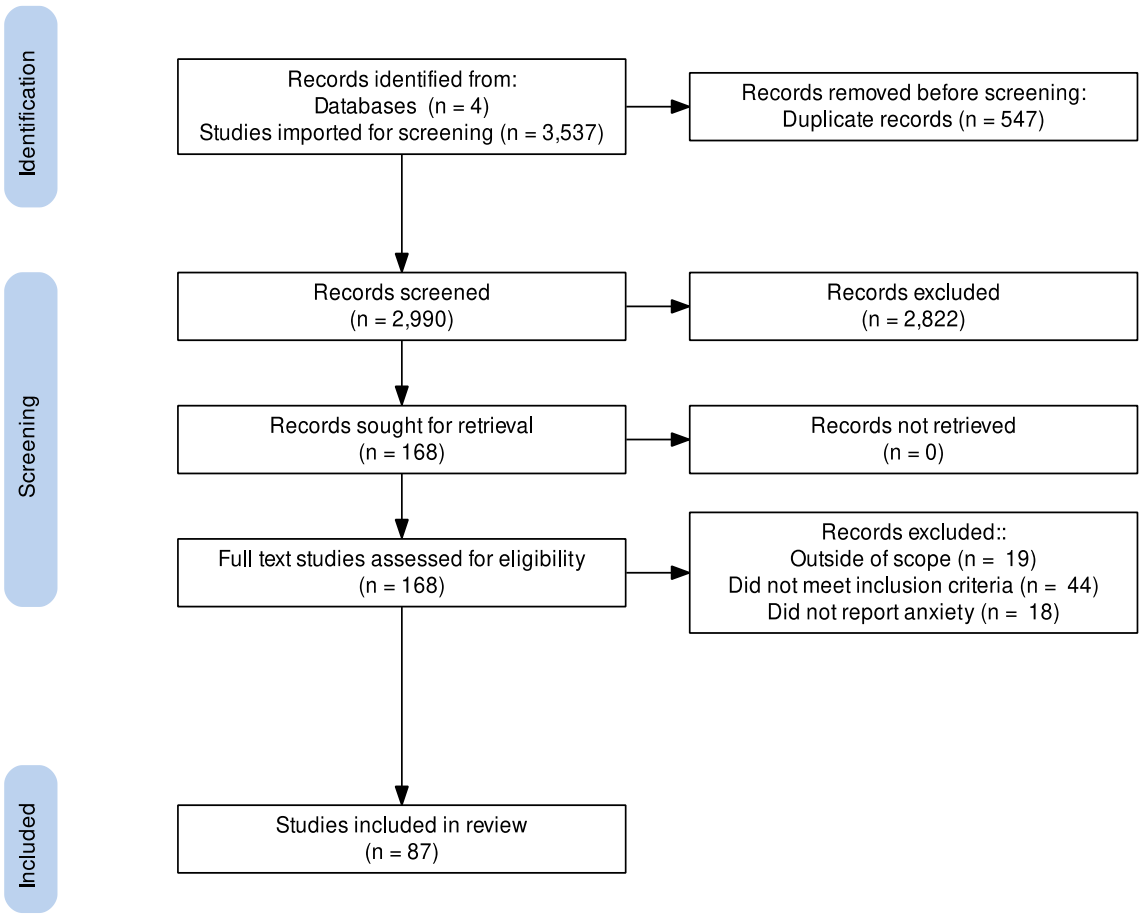 Identification
Records identified from:
Databases (n = 4)
Studies imported for screening (n = 3,537)
Records removed before screening:
Duplicate records (n = 547)
Screening
Records screened
(n = 2,990)
Records excluded
(n = 2,822)
Records sought for retrieval
(n = 168)
Records not retrieved
(n = 0)
Full text studies assessed for eligibility
(n = 168)
Records excluded::
Outside of scope (n = 19)
Did not meet inclusion criteria (n = 44)
Did not report anxiety (n = 18)
Included
Studies included in review
(n = 87)